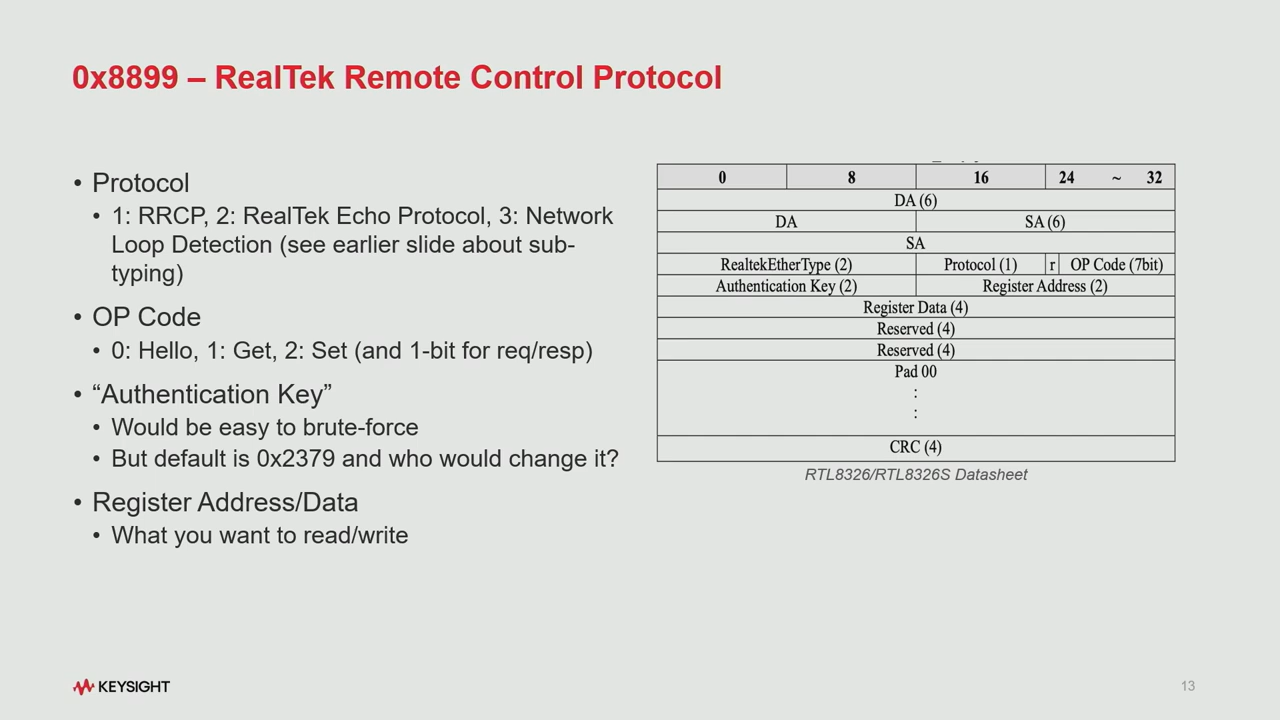 0x8899 – RealTek Remote Control Protocol
• Protocol
• 1: RRCP, 2: RealTek Echo Protocol, 3: Network
Loop Detection (see earlier slide about sub-
typing)
• OP Code
• 0: Hello, 1: Get, 2: Set (and 1-bit for req/resp)
• “Authentication Key”
• Would be easy to brute-force
• But default is 0x2379 and who would change it?
• Register Address/Data
• What you want to read/write
0 8 16 24 ~ 32
DA (6)
DA SA (6)
SA
RealtekEtherType (2) Protocol (1) r OP Code (7bit)
Authentication Key (2) Register Address (2)
Register Data (4)
Reserved (4)
Reserved (4)
Pad 00
:
:
CRC (4)
RTL8326/RTL8326S Datasheet
KEYSIGHT
13